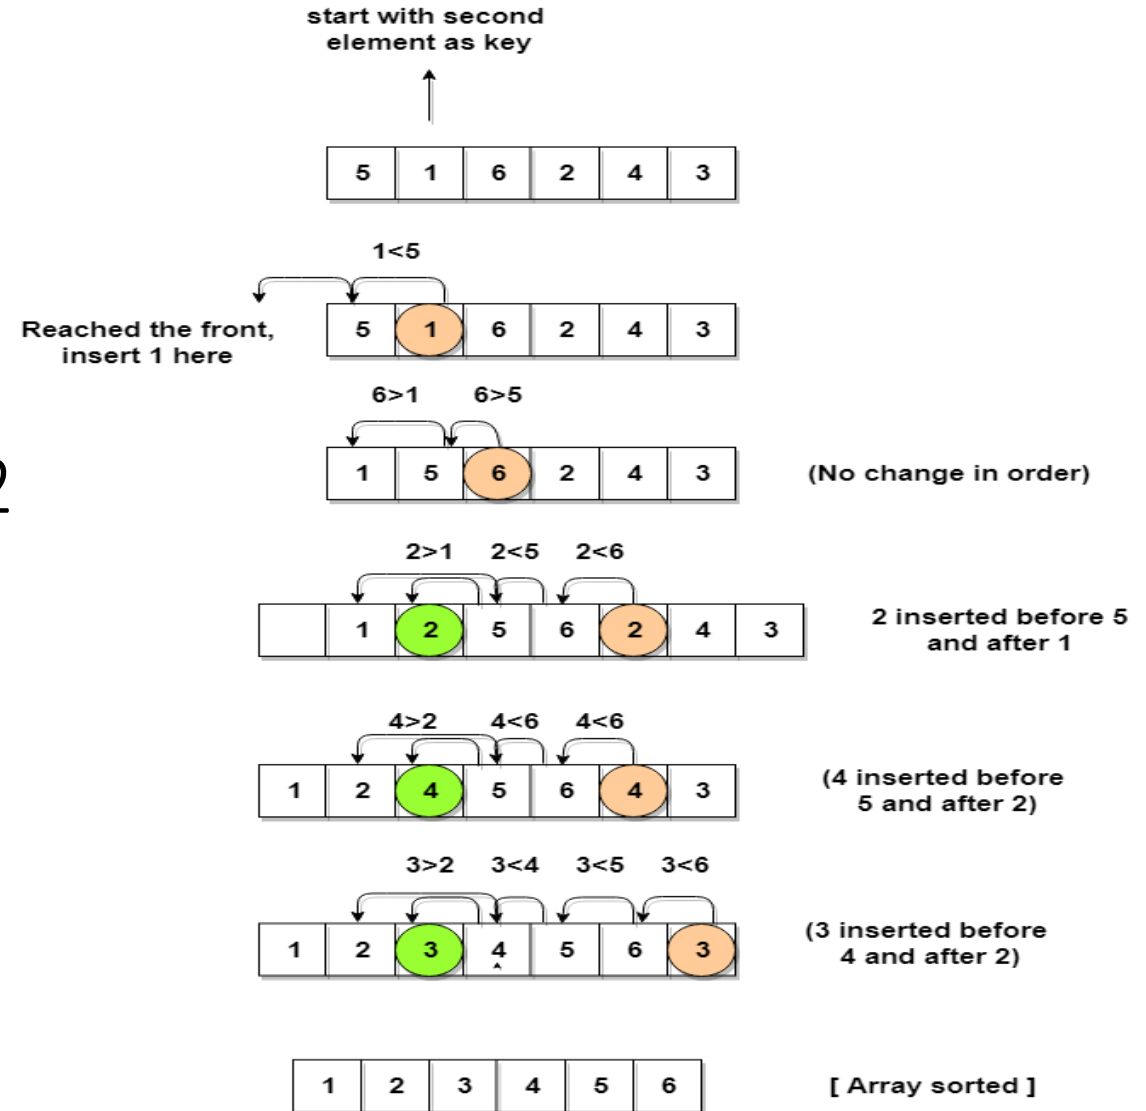 start with second
element as key
5 1 6 2 4 3
1<5
5 1 6 2 4 3
Reached the front,
insert 1 here
6>1 6>5
1 5 6 2 4 3
(No change in order)
2>1 2<5 2<6
1 2 5 6 2 4 3
2 inserted before 5
and after 1
4>2 4<6 4<6
1 2 4 5 6 4 3
(4 inserted before
5 and after 2)
3>2 3<4 3<5 3<6
1 2 3 4 5 6 3
(3 inserted before
4 and after 2)
1 2 3 4 5 6
[ Array sorted ]